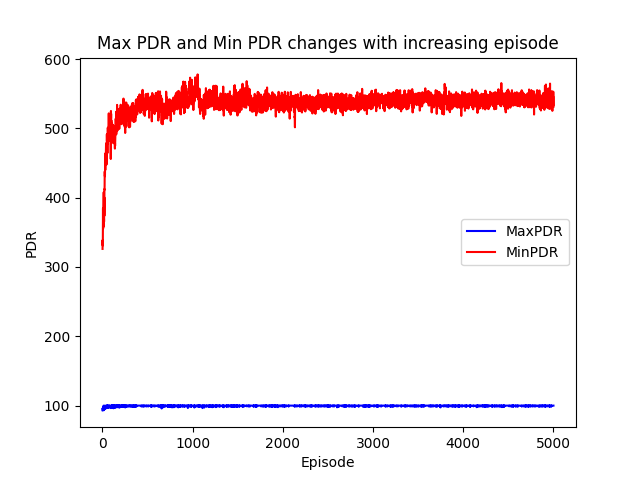 Max PDR and Min PDR changes with increasing episode
600
500
400
300
200
100
PDR
MaxPDR
MinPDR
0 1000 2000 3000 4000 5000
Episode